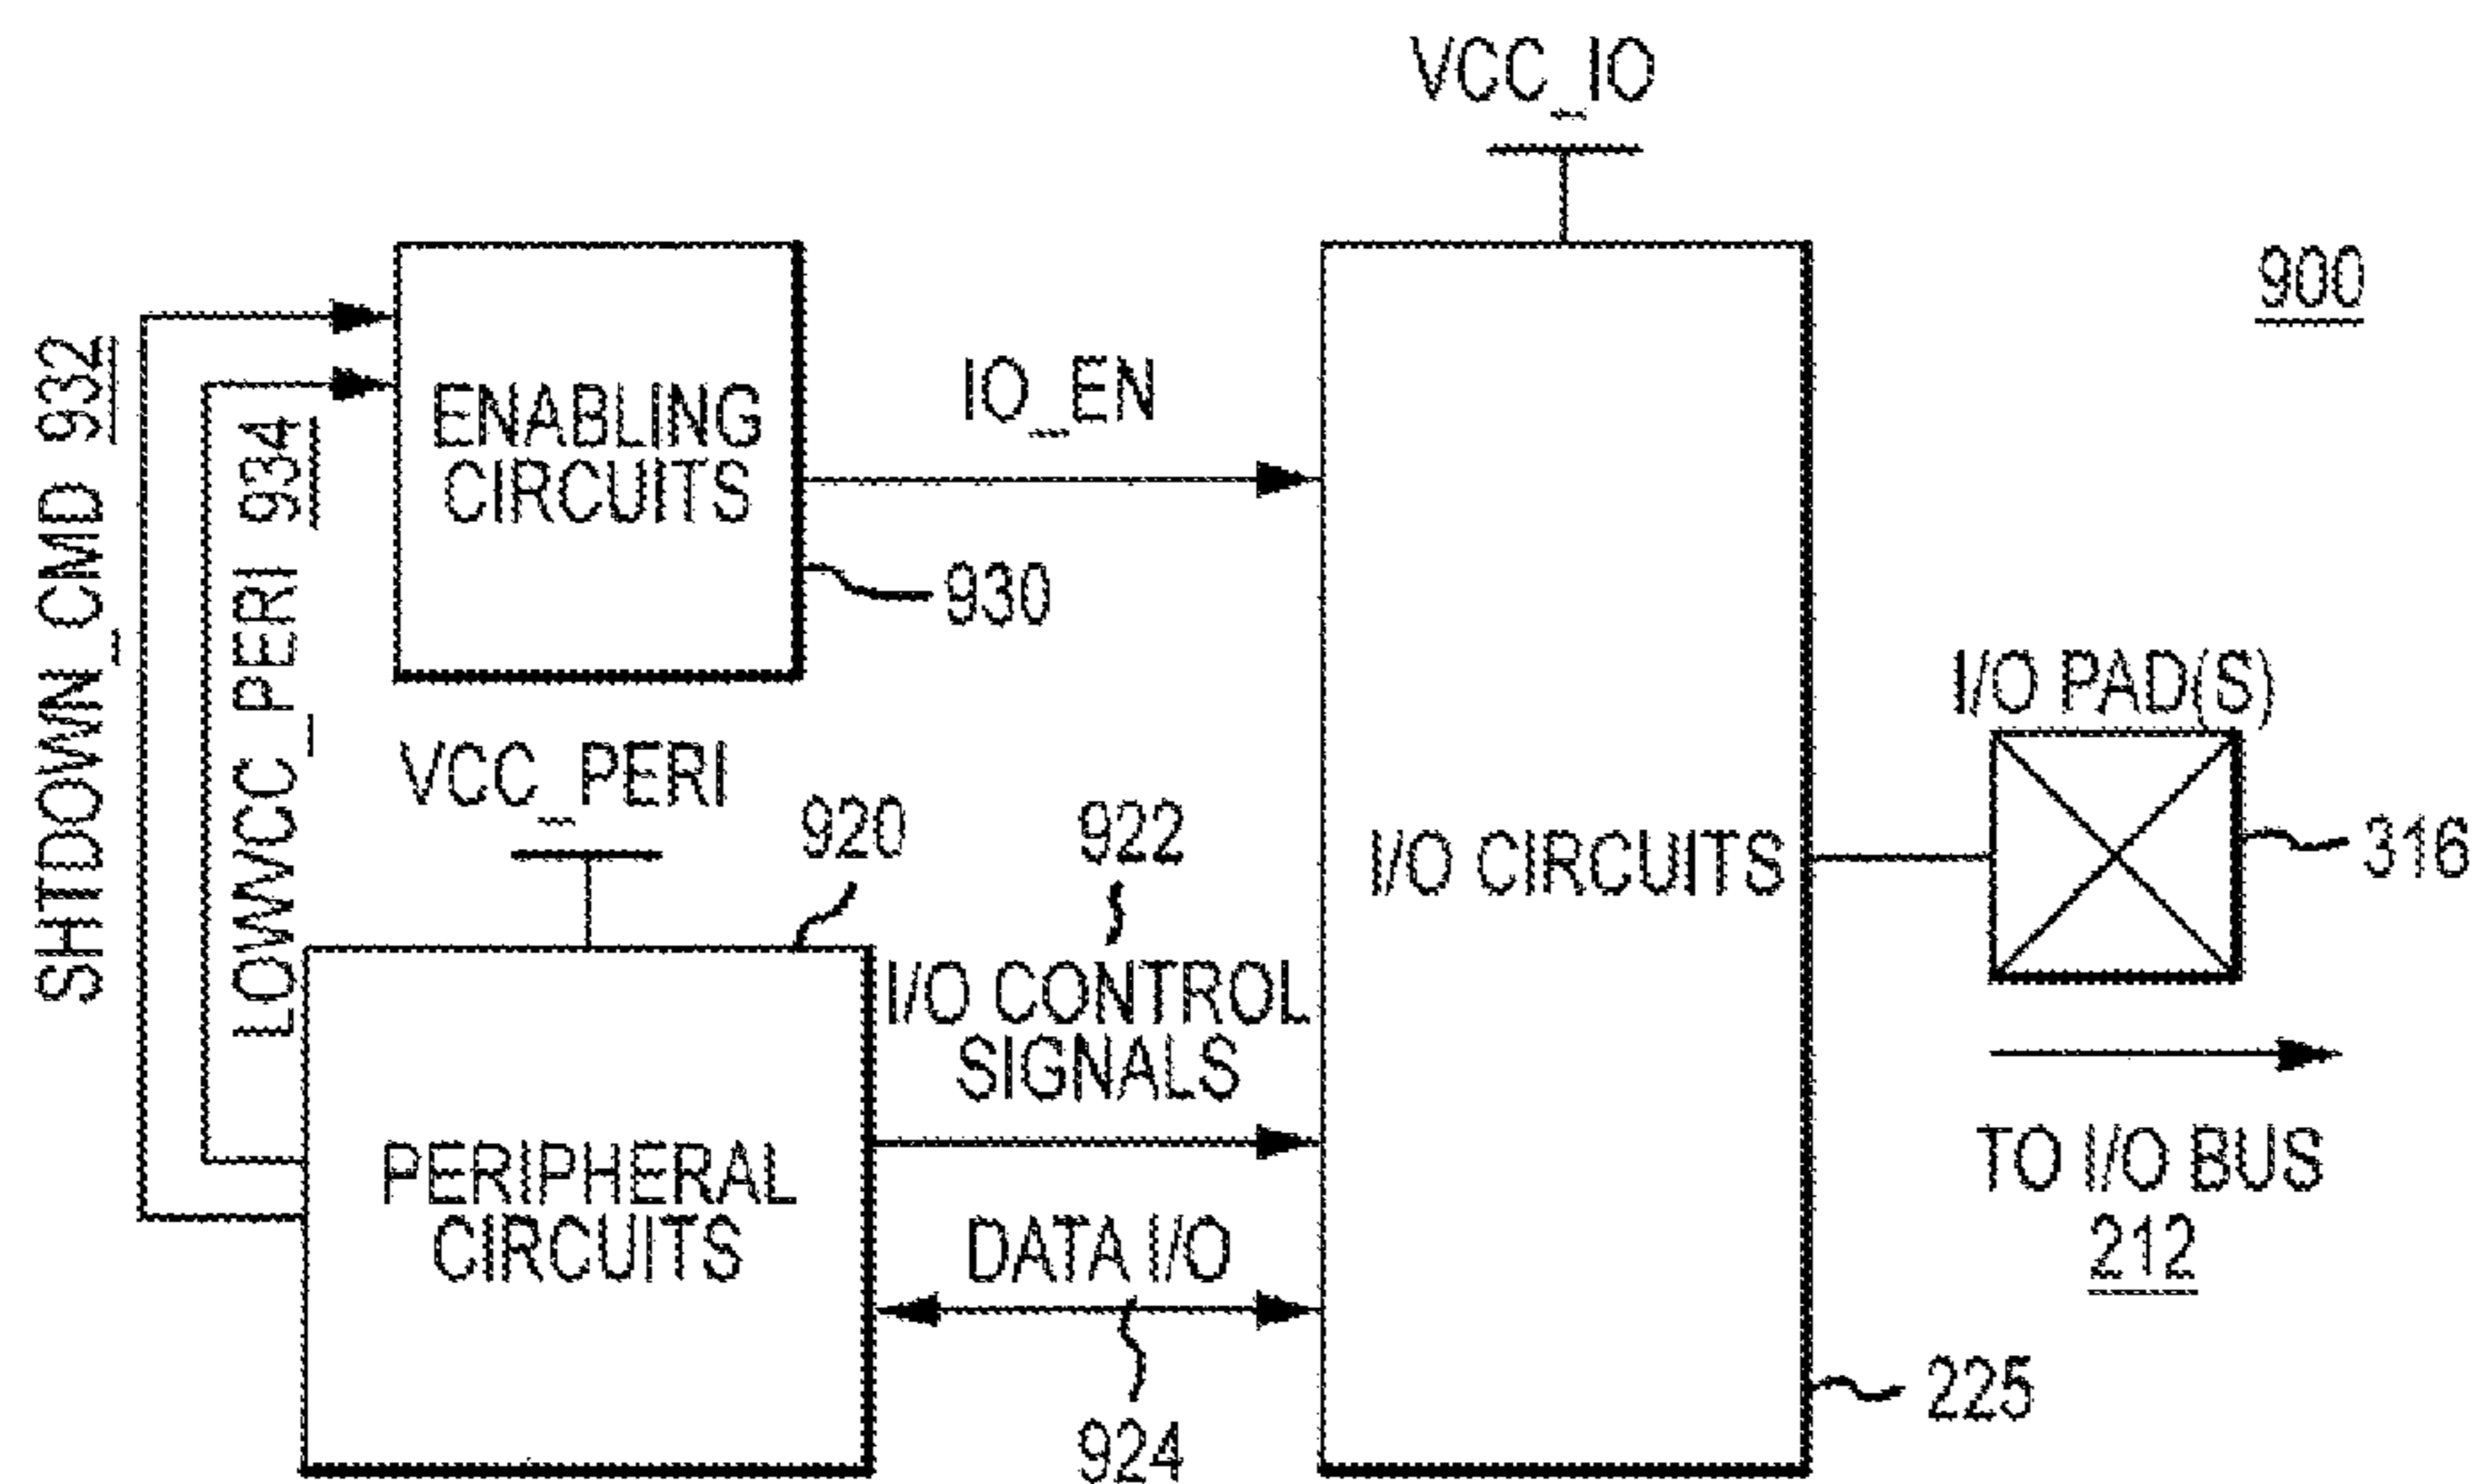 VCC_IO
900
SHTDOWN_CMD 932
LOWVCC_PERI 934
ENABLING
CIRCUITS
IO_EN
930
VCC_PERI
920
922
I/O CONTROL
SIGNALS
I/O CIRCUITS
I/O PAD(S)
316
PERIPHERAL
CIRCUITS
DATA I/O
924
TO I/O BUS
212
225